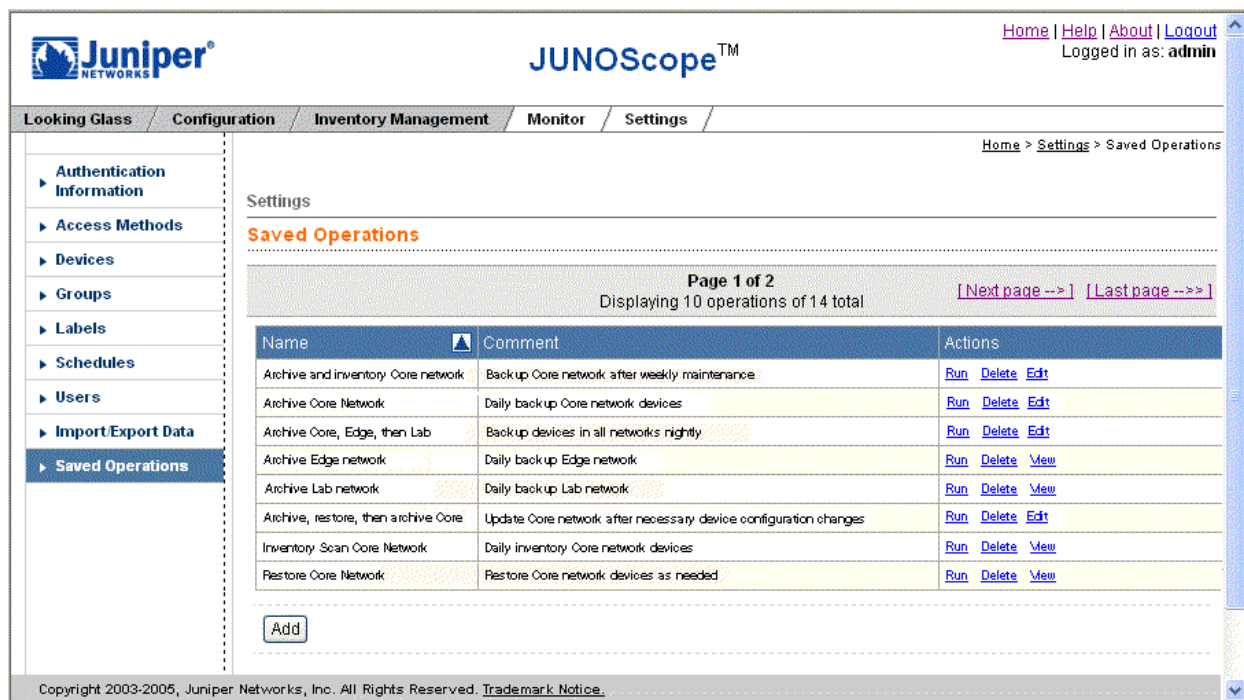 Home | Help | About | Logout
Juniper®
NETWORKS
JUNOScope™
Logged in as: admin
Looking Glass / Configuration / Inventory Management / Monitor / Settings /
Home > Settings > Saved Operations
Authentication
Information
Access Methods
Devices
Groups
Labels
Schedules
Users
Import/Export Data
Saved Operations
Settings
Saved Operations
Page 1 of 2
Displaying 10 operations of 14 total
[Next page -->] [Last page -->>]
Name Comment Actions
Archive and inventory Core network Backup Core network after weekly maintenance Run Delete Edit
Archive Core Network Daily backup Core network devices Run Delete Edit
Archive Core, Edge, then Lab Backup devices in all networks nightly Run Delete Edit
Archive Edge network Daily backup Edge network Run Delete View
Archive Lab network Daily backup Lab network Run Delete View
Archive, restore, then archive Core Update Core network after necessary device configuration changes Run Delete Edit
Inventory Scan Core Network Daily inventory Core network devices Run Delete View
Restore Core Network Restore Core network devices as needed Run Delete View
Add
Copyright 2003-2005, Juniper Networks, Inc. All Rights Reserved. Trademark Notice.